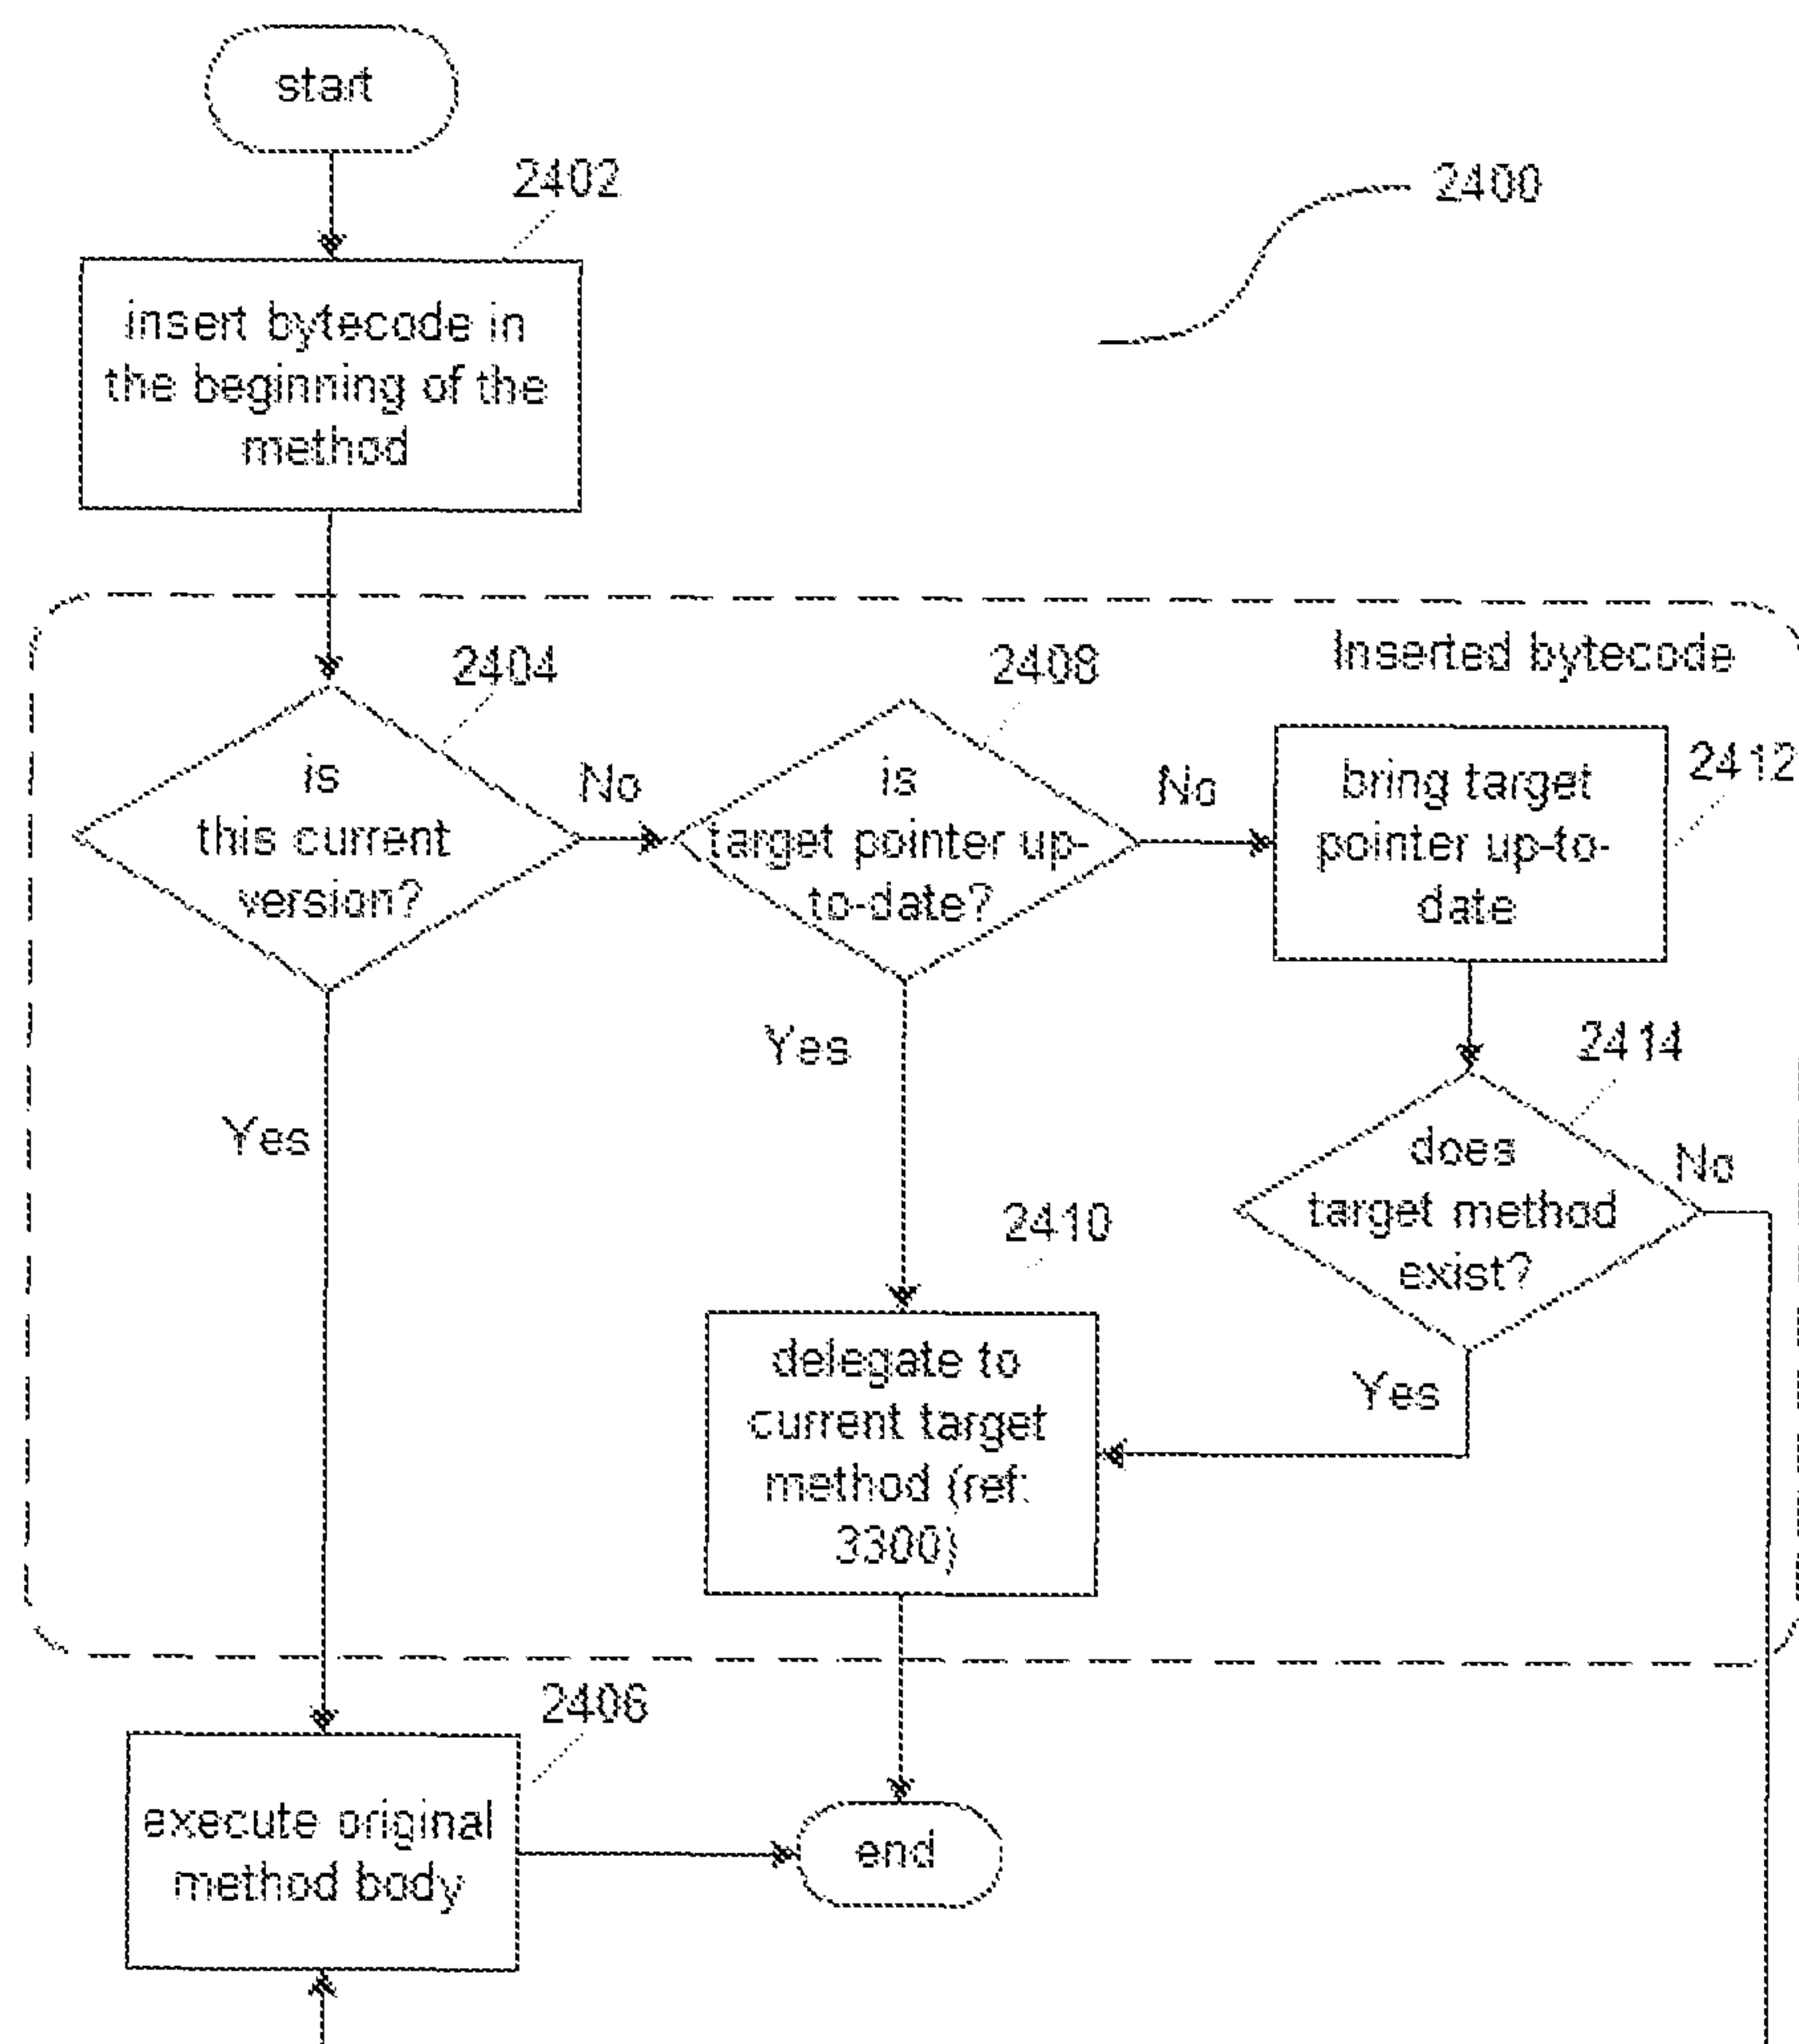 start
2402
2400
insert bytecode in
the beginning of the
method
Inserted bytecode
2404
is
this current
version?
No
Yes
2408
is
target pointer up-
to-date?
No
Yes
2412
bring target
pointer up-to-
date
2414
does
target method
exist?
No
Yes
2410
delegate to
current target
method (ref:
3300)
2406
execute original
method body
end